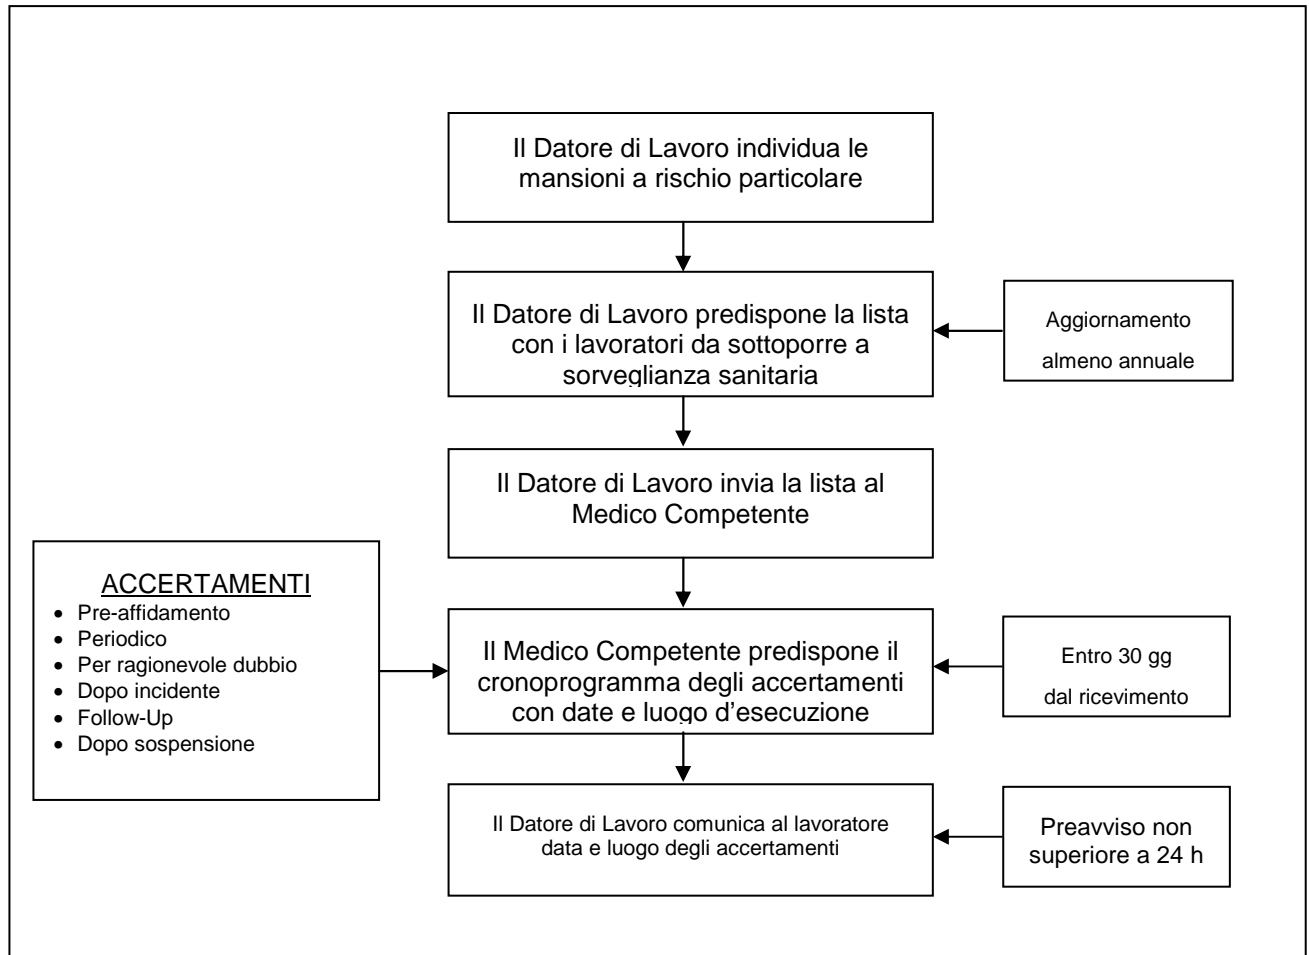 Il Datore di Lavoro individua le
mansioni a rischio particolare
Il Datore di Lavoro predispone la lista
con i lavoratori da sottoporre a
sorveglianza sanitaria
Aggiornamento
almeno annuale
Il Datore di Lavoro invia la lista al
Medico Competente
ACCERTAMENTI
• Pre-affidamento
• Periodico
• Per ragionevole dubbio
• Dopo incidente
• Follow-Up
• Dopo sospensione
Il Medico Competente predispone il
cronoprogramma degli accertamenti
con date e luogo d'esecuzione
Entro 30 gg
dal ricevimento
Il Datore di Lavoro comunica al lavoratore
data e luogo degli accertamenti
Preavviso non
superiore a 24 h